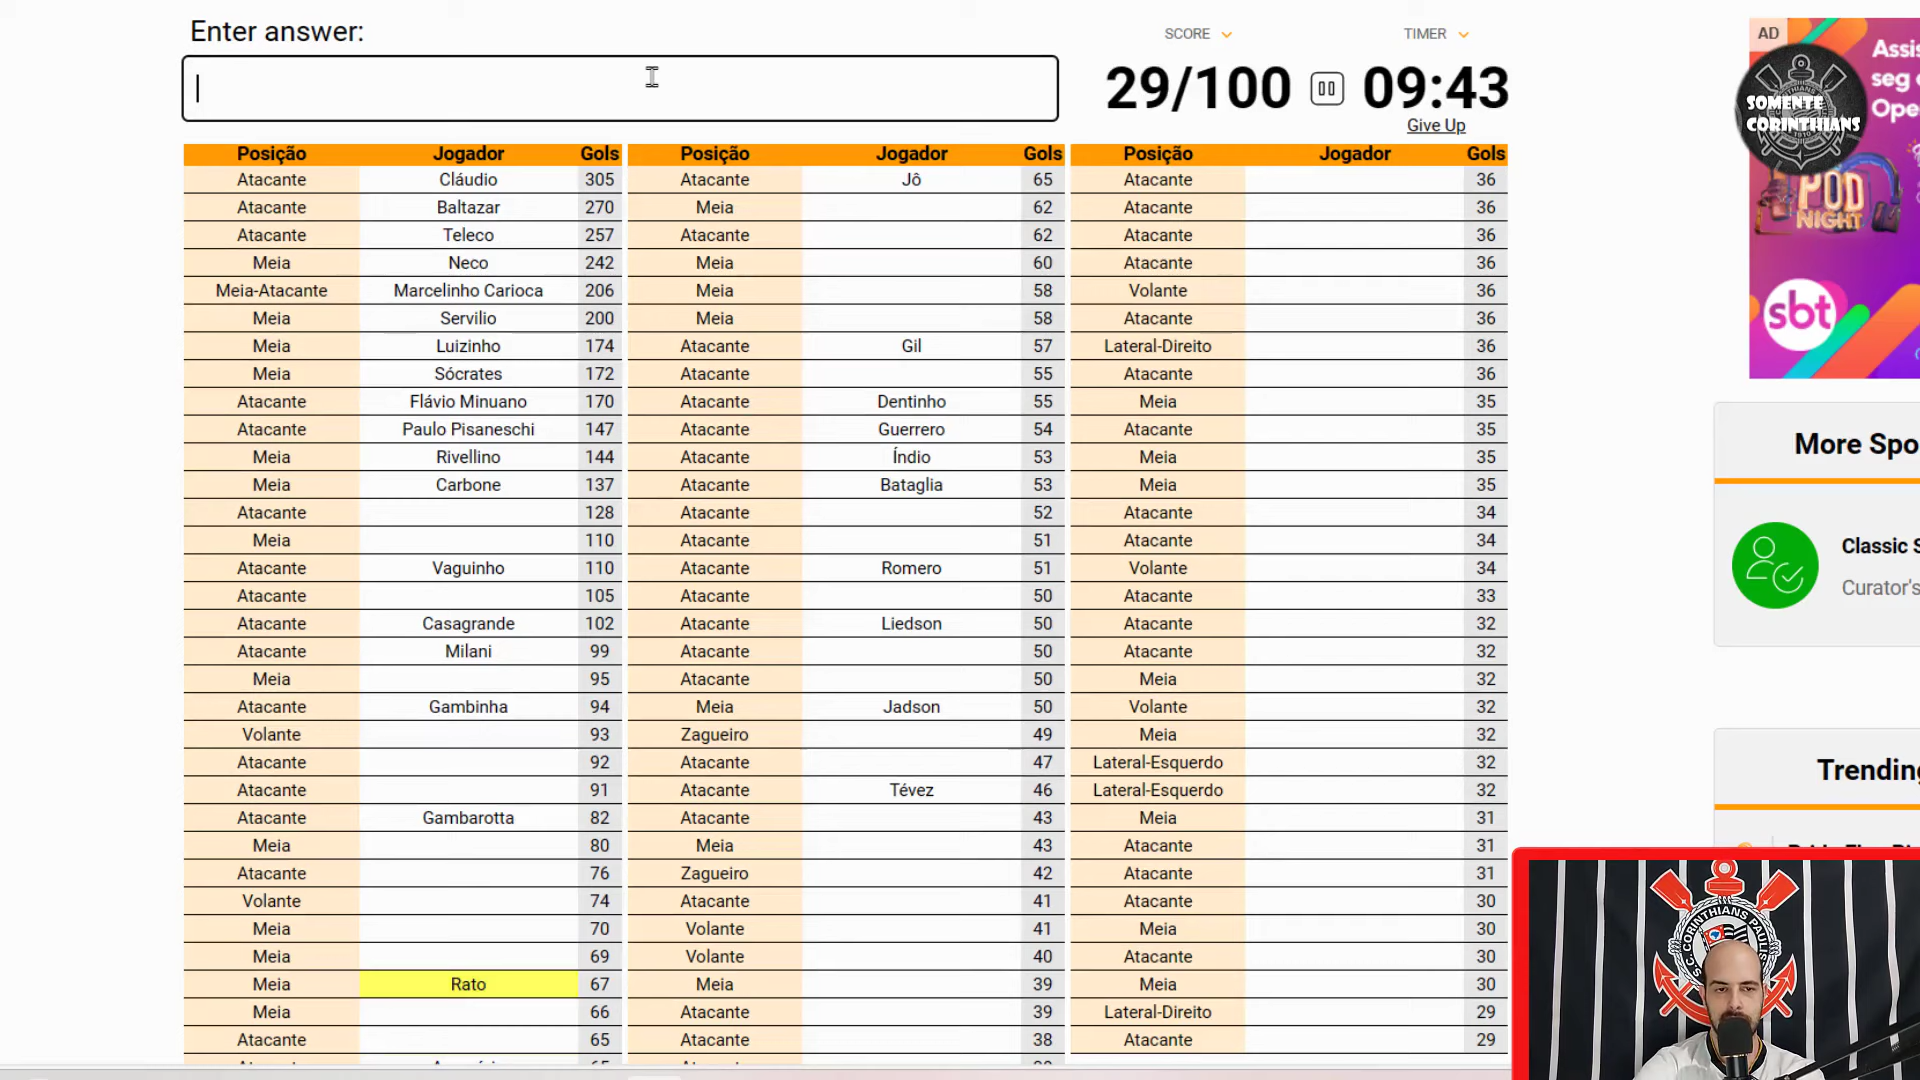 Enter answer:
SCORE
TIMER
29/100
09:43
Give Up
AD
Assis
seg
Ope
SOMENTE
CORINTHIANS
1910
POD
NIGHT
sbt
Posição Jogador Gols Posição Jogador Gols Posição Jogador Gols
Atacante Cláudio 305 Atacante Jô 65 Atacante 36
Atacante Baltazar 270 Meia 62 Atacante 36
Atacante Teleco 257 Atacante 62 Atacante 36
Meia Neco 242 Meia 60 Atacante 36
Meia-Atacante Marcelinho Carioca 206 Meia 58 Volante 36
Meia Servilio 200 Meia 58 Atacante 36
Meia Luizinho 174 Atacante Gil 57 Lateral-Direito 36
Meia Sócrates 172 Atacante 55 Atacante 36
Atacante Flávio Minuano 170 Atacante Dentinho 55 Meia 35
Atacante Paulo Pisaneschi 147 Atacante Guerrero 54 Atacante 35
Meia Rivellino 144 Atacante Índio 53 Meia 35
Meia Carbone 137 Atacante Bataglia 53 Meia 35
Atacante 128 Atacante 52 Atacante 34
Meia 110 Atacante 51 Atacante 34
Atacante Vaguinho 110 Atacante Romero 51 Volante 34
Atacante 105 Atacante 50 Atacante 33
Atacante Casagrande 102 Atacante Liedson 50 Atacante 32
Atacante Milani 99 Atacante 50 Atacante 32
Meia 95 Atacante 50 Meia 32
Atacante Gambinha 94 Meia Jadson 50 Volante 32
Volante 93 Zagueiro 49 Meia 32
Atacante 92 Atacante 47 Lateral-Esquerdo 32
Atacante 91 Atacante Tévez 46 Lateral-Esquerdo 32
Atacante Gambarotta 82 Atacante 43 Meia 31
Meia 80 Meia 43 Atacante 31
Atacante 76 Zagueiro 42 Atacante 31
Volante 74 Atacante 41 Atacante 30
Meia 70 Volante 41 Meia 30
Meia 69 Volante 40 Atacante 30
Meia Rato 67 Meia 39 Meia 30
Meia 66 Atacante 39 Lateral-Direito 29
Atacante 65 Atacante 38 Atacante 29
More Spo
Classic S
Curator's
Trending
S.C. CORINTHIANS PAULIS
1910